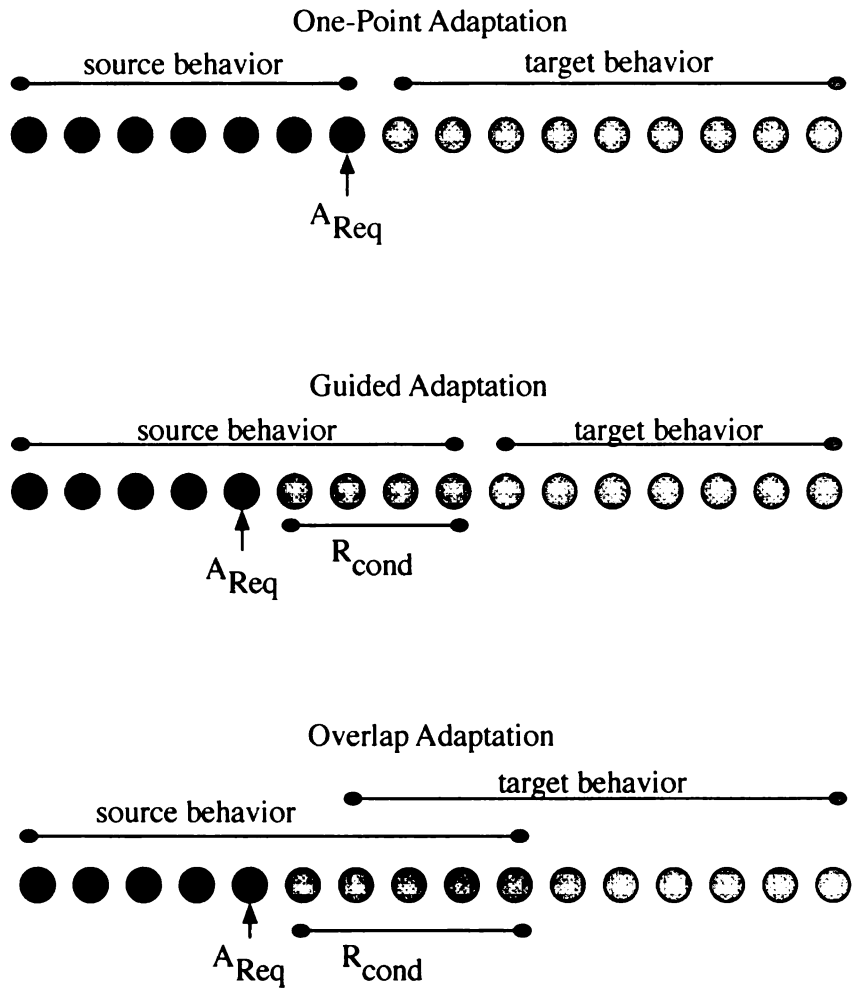 One-Point Adaptation
source behavior
target behavior
AReq
Guided Adaptation
source behavior
target behavior
AReq
Rcond
Overlap Adaptation
target behavior
source behavior
AReq
Rcond